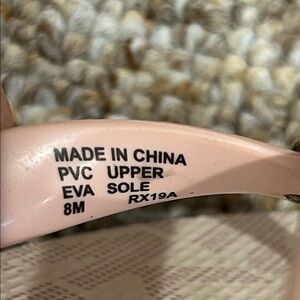 MADE IN CHINA
PVC UPPER
EVA SOLE
8M RX19A